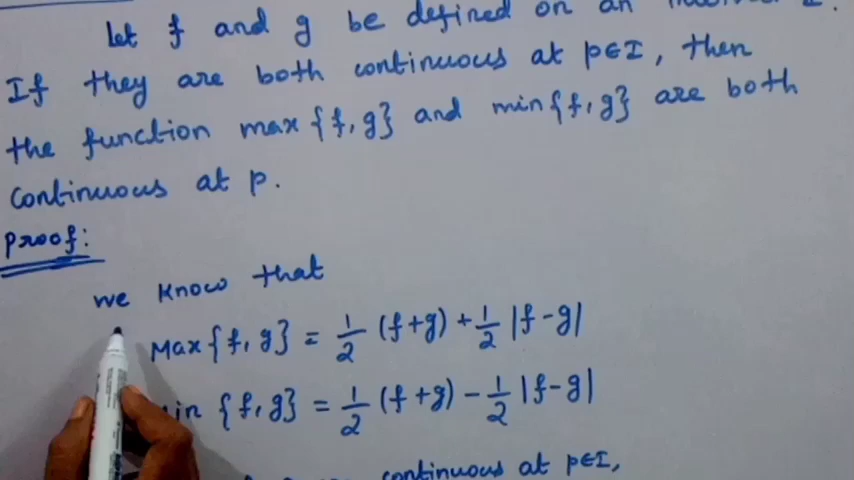 Let f and g be defined on an
If they are both continuous at p∈I, then
the function max{f,g} and min{f,g} are both
continuous at p.
Proof:
we know that
Max{f,g} = 1/2 (f+g) + 1/2 |f-g|
in {f,g} = 1/2 (f+g) - 1/2 |f-g|
continuous at p∈I,